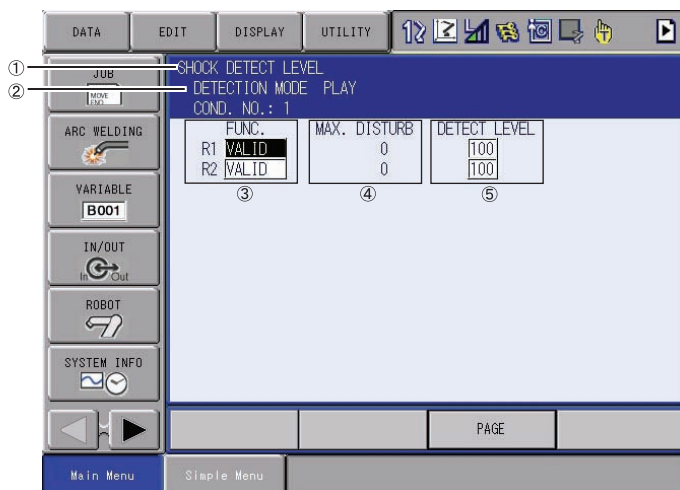 DATA EDIT DISPLAY UTILITY
① SHOCK DETECT LEVEL
② DETECTION MODE PLAY
COND. NO.: 1
FUNC. MAX. DISTURB DETECT LEVEL
R1 VALID 0 100
R2 VALID 0 100
③ ④ ⑤
JOB
MOVE
END
ARC WELDING
VARIABLE
B001
IN/OUT
In Out
ROBOT
SYSTEM INFO
PAGE
Main Menu Simple Menu